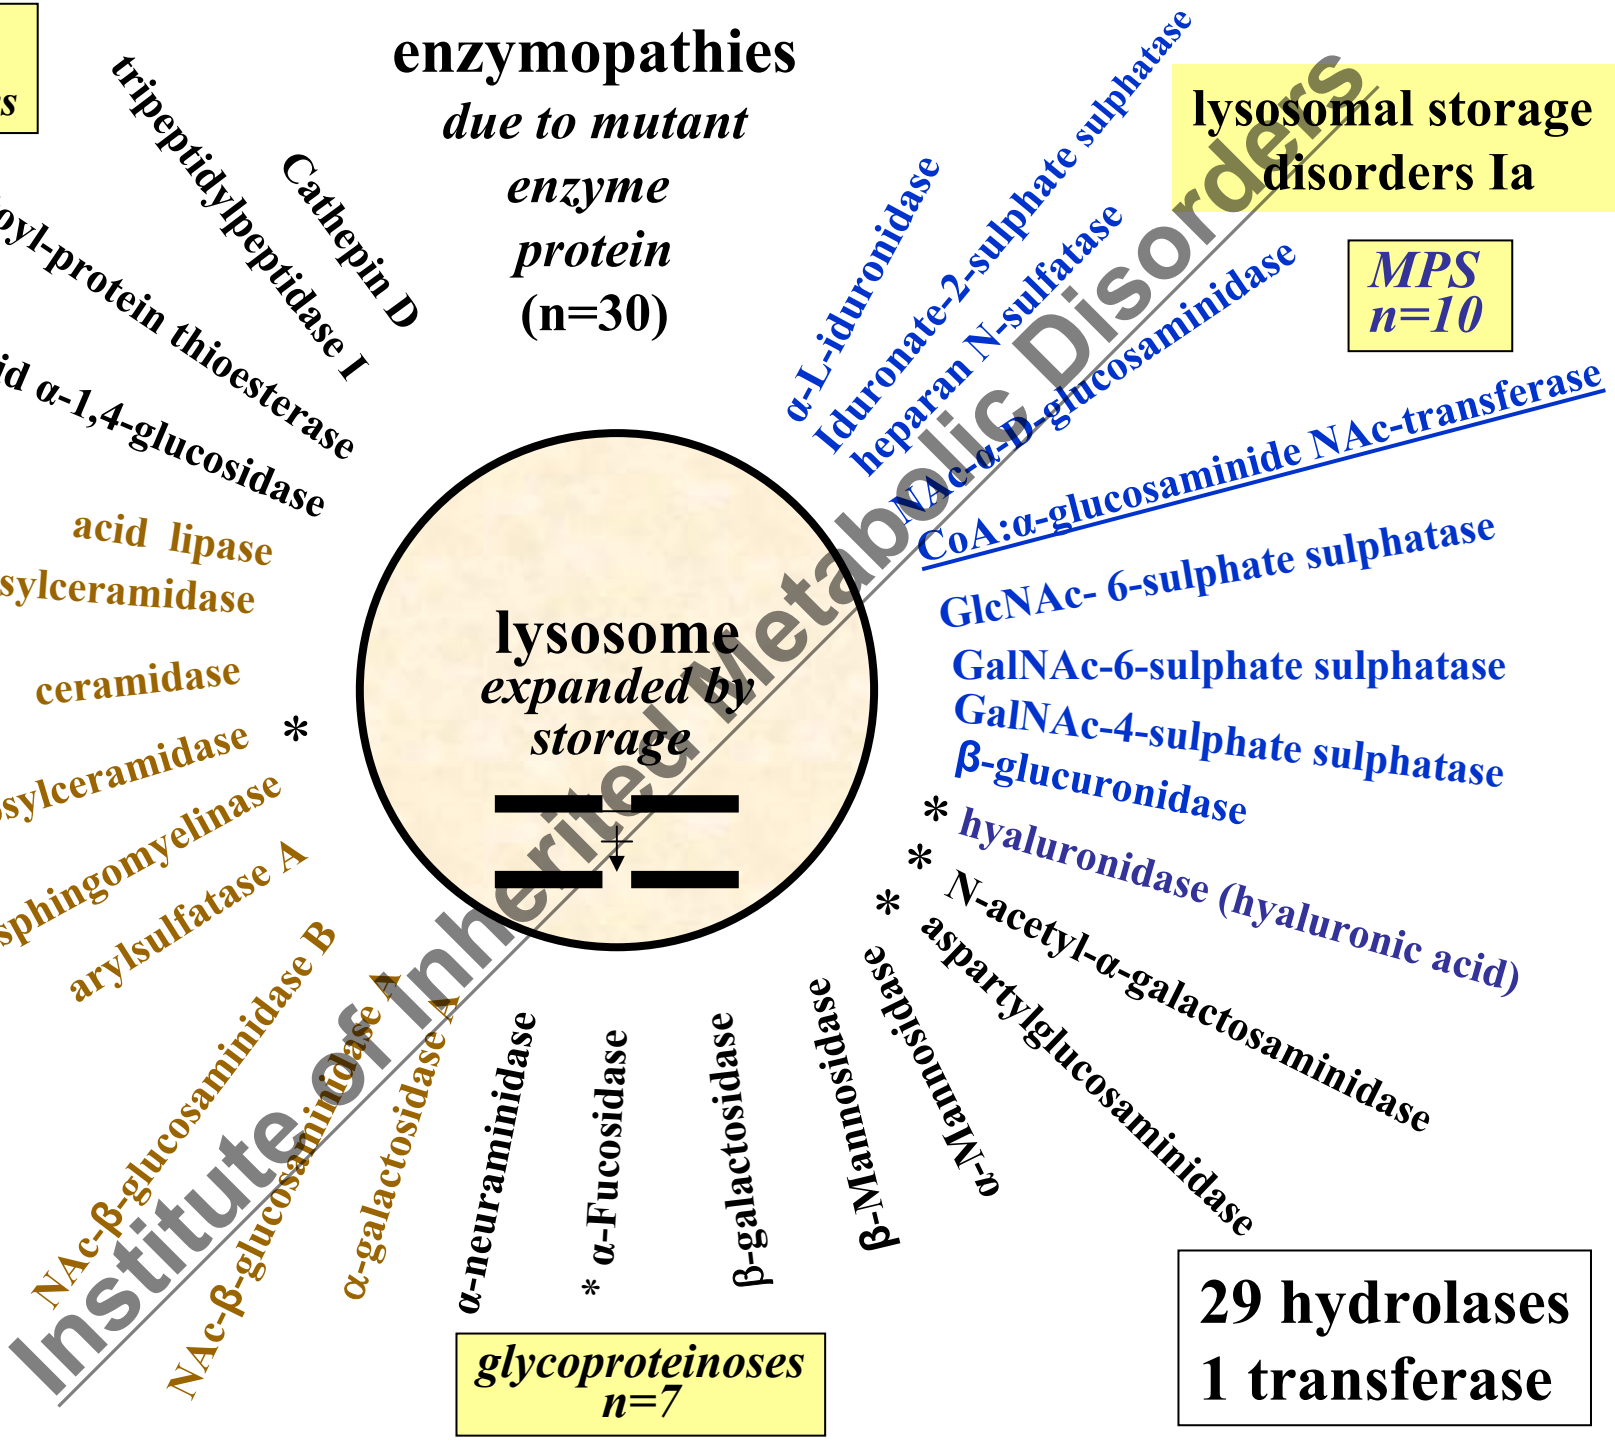 enzymopathies
due to mutant
enzyme
protein
(n=30)
lysosomal storage
disorders Ia
MPS
n=10
s
tripeptidylpeptidase I
Cathepin D
oyl-protein thioesterase
id α-1,4-glucosidase
acid lipase
sylceramidase
ceramidase
osylceramidase *
sphingomyelinase
arylsulfatase A
NAc-β-glucosaminidase B
NAc-β-glucosaminidase A
α-galactosidase A
α-neuraminidase
* α-Fucosidase
β-galactosidase
β-Mannosidase
α-Mannosidase
* aspartylglucosaminidase
* N-acetyl-α-galactosaminidase
* hyaluronidase (hyaluronic acid)
β-glucuronidase
GalNAc-4-sulphate sulphatase
GalNAc-6-sulphate sulphatase
GlcNAc- 6-sulphate sulphatase
CoA:α-glucosaminide NAc-transferase
NAc-α-D-glucosaminidase
heparan N-sulfatase
Iduronate-2-sulphate sulphatase
α-L-iduronidase
lysosome
expanded by
storage
glycoproteinoses
n=7
29 hydrolases
1 transferase
Institute of Inherited Metabolic Disorders